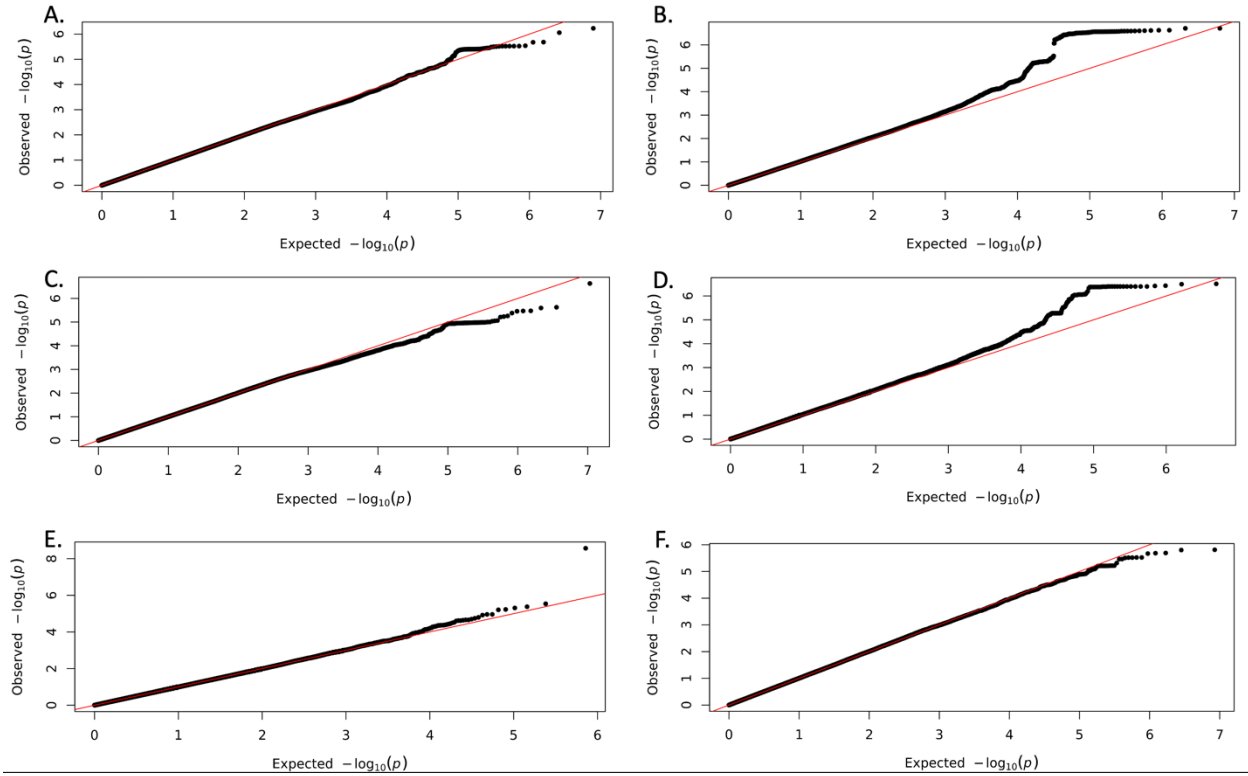 A.
Observed −log10(p)
0 1 2 3 4 5 6
0 1 2 3 4 5 6 7
Expected −log10(p)
B.
Observed −log10(p)
0 1 2 3 4 5 6
0 1 2 3 4 5 6 7
Expected −log10(p)
C.
Observed −log10(p)
0 1 2 3 4 5 6
0 1 2 3 4 5 6 7
Expected −log10(p)
D.
Observed −log10(p)
0 1 2 3 4 5 6
0 1 2 3 4 5 6
Expected −log10(p)
E.
Observed −log10(p)
0 2 4 6 8
0 1 2 3 4 5 6
Expected −log10(p)
F.
Observed −log10(p)
0 1 2 3 4 5 6
0 1 2 3 4 5 6 7
Expected −log10(p)